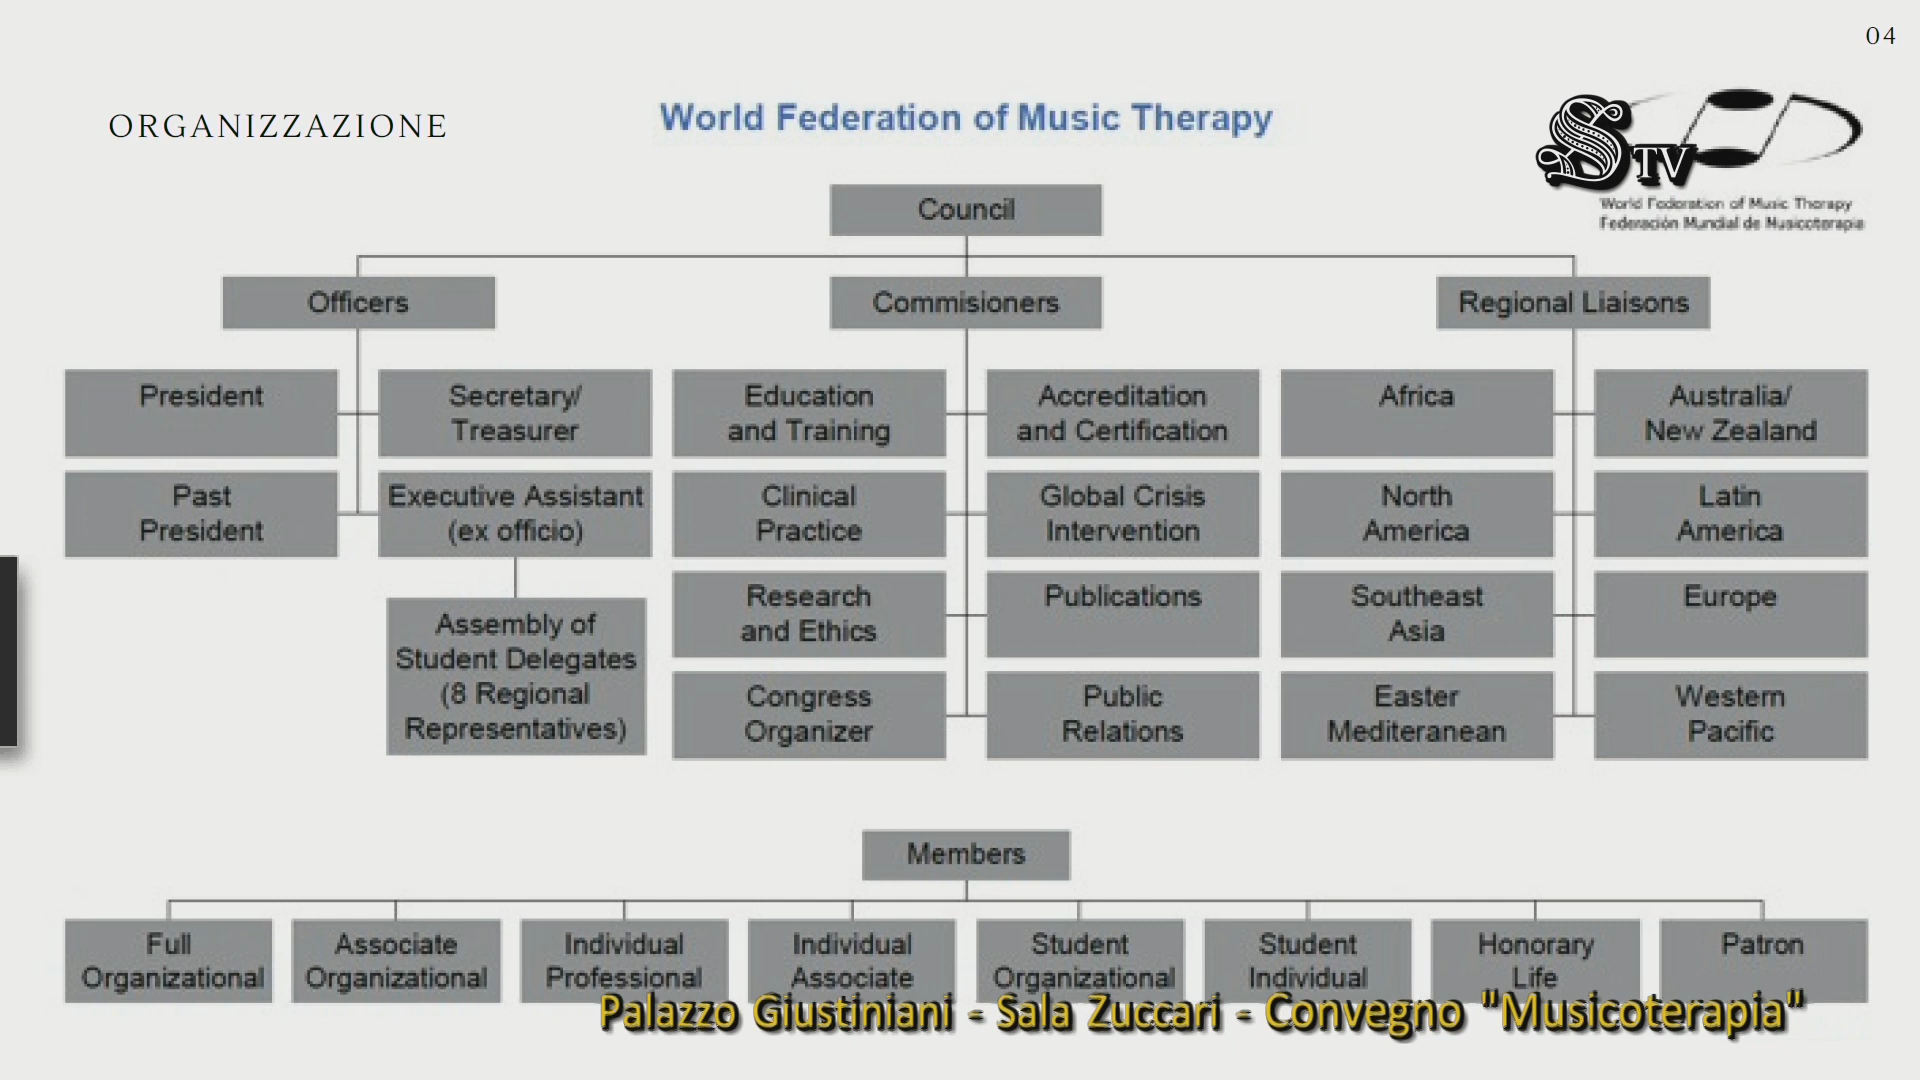 04
ORGANIZZAZIONE
World Federation of Music Therapy
STV
World Federation of Music Therapy
Federación Mundial de Musicoterapia
Council
Officers
Commisioners
Regional Liaisons
President
Secretary/
Treasurer
Past
President
Executive Assistant
(ex officio)
Assembly of
Student Delegates
(8 Regional
Representatives)
Education
and Training
Accreditation
and Certification
Clinical
Practice
Global Crisis
Intervention
Research
and Ethics
Publications
Congress
Organizer
Public
Relations
Africa
Australia/
New Zealand
North
America
Latin
America
Southeast
Asia
Europe
Easter
Mediteranean
Western
Pacific
Members
Full
Organizational
Associate
Organizational
Individual
Professional
Individual
Associate
Student
Organizational
Student
Individual
Honorary
Life
Patron
Palazzo Giustiniani - Sala Zuccari - Convegno "Musicoterapia"